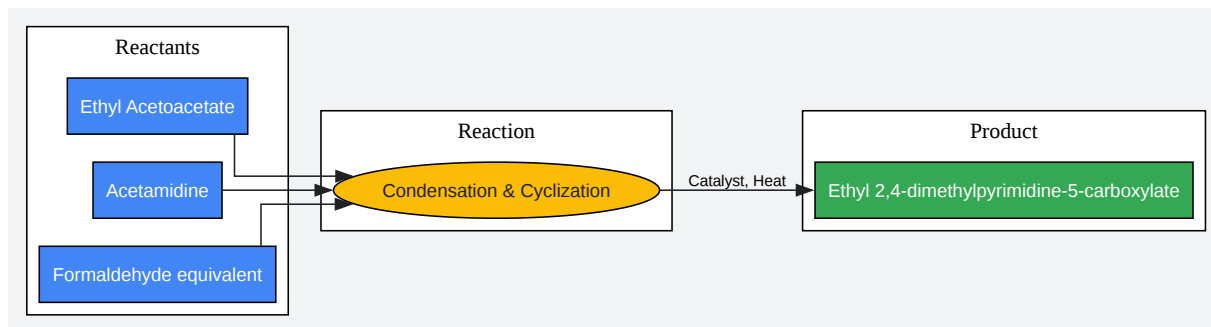 Reactants
Ethyl Acetoacetate
Acetamidine
Formaldehyde equivalent
Reaction
Condensation & Cyclization
Catalyst, Heat
Product
Ethyl 2,4-dimethylpyrimidine-5-carboxylate